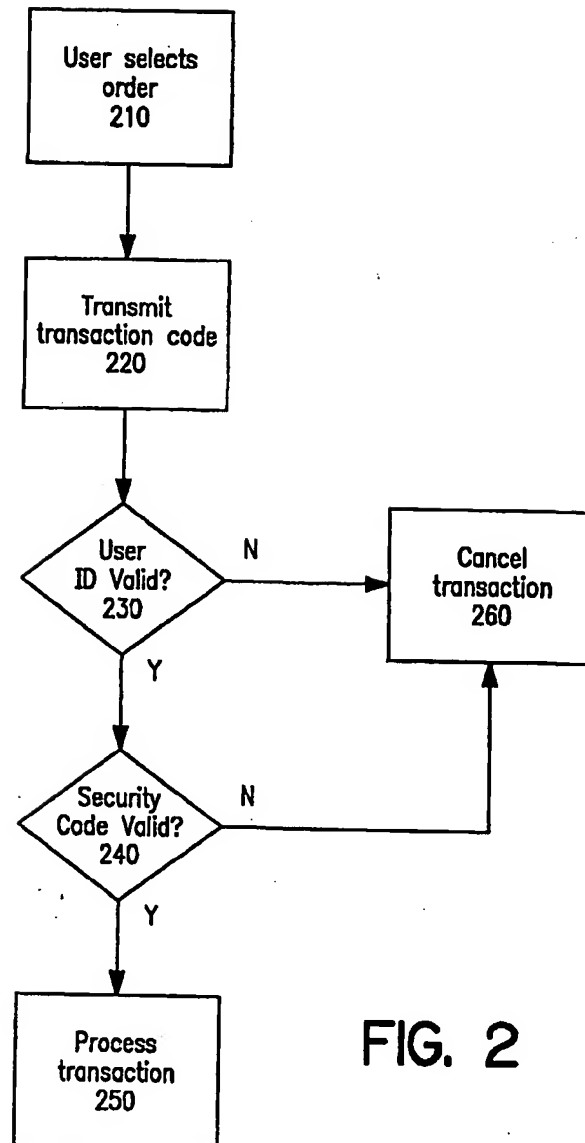 User selects
order
210
Transmit
transaction code
220
User
ID Valid?
230
N
Cancel
transaction
260
Y
Security
Code Valid?
240
N
Y
Process
transaction
250
FIG. 2